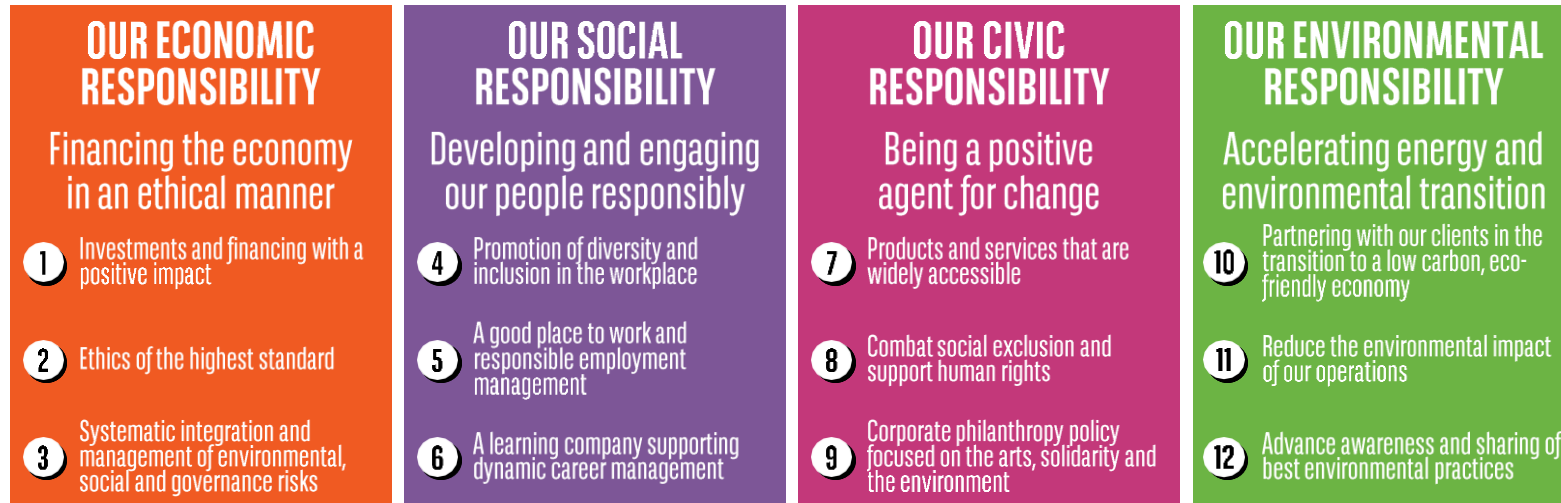 OUR ECONOMIC
RESPONSIBILITY
Financing the economy
in an ethical manner
1 Investments and financing with a
positive impact
2 Ethics of the highest standard
3 Systematic integration and
management of environmental,
social and governance risks
OUR SOCIAL
RESPONSIBILITY
Developing and engaging
our people responsibly
4 Promotion of diversity and
inclusion in the workplace
5 A good place to work and
responsible employment
management
6 A learning company supporting
dynamic career management
OUR CIVIC
RESPONSIBILITY
Being a positive
agent for change
7 Products and services that are
widely accessible
8 Combat social exclusion and
support human rights
9 Corporate philanthropy policy
focused on the arts, solidarity and
the environment
OUR ENVIRONMENTAL
RESPONSIBILITY
Accelerating energy and
environmental transition
10 Partnering with our clients in the
transition to a low carbon, eco-
friendly economy
11 Reduce the environmental impact
of our operations
12 Advance awareness and sharing of
best environmental practices